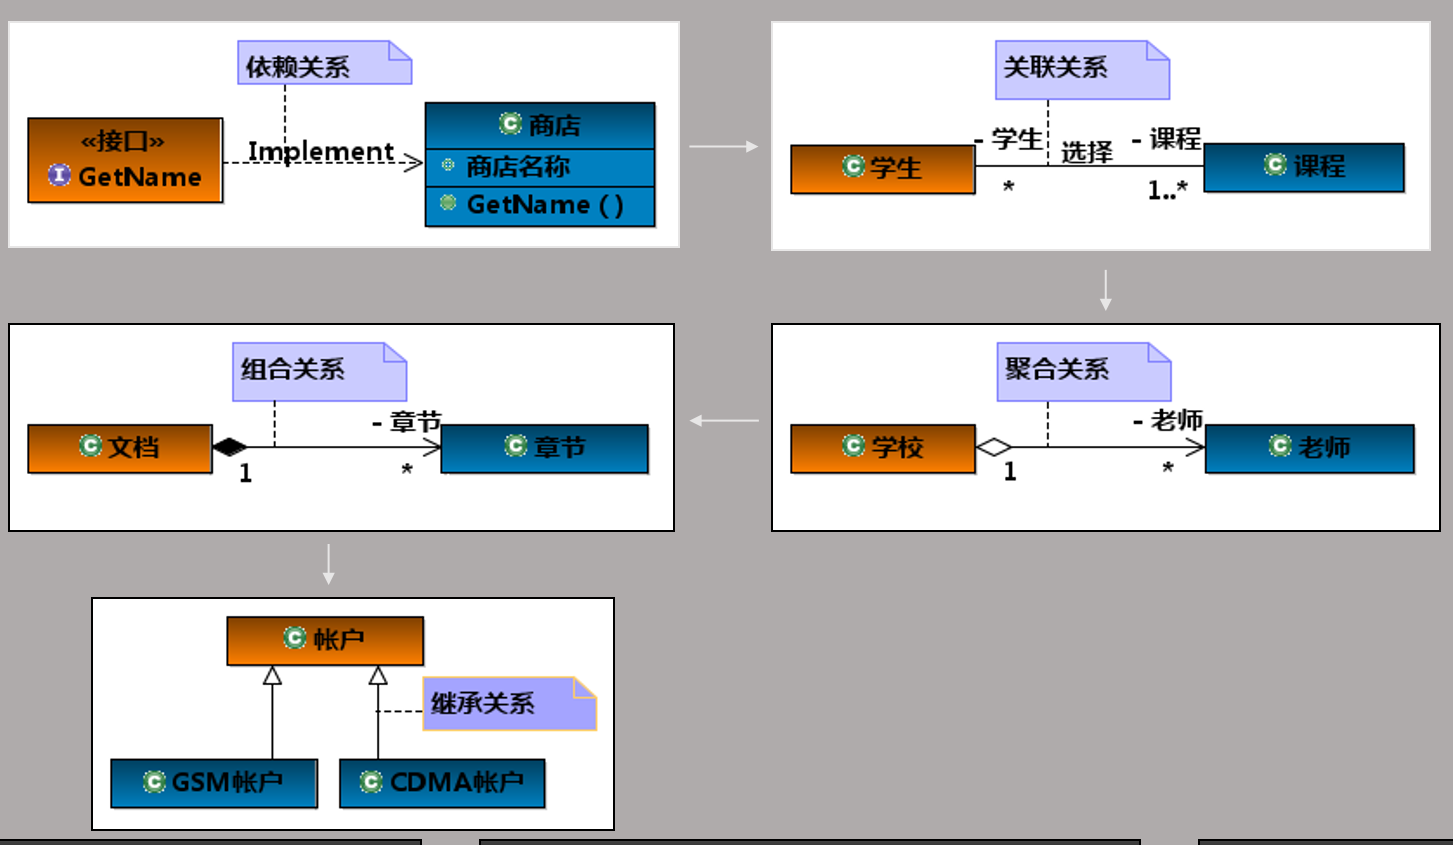 依赖关系
«接口»
GetName
Implement
商店
商店名称
GetName ( )
关联关系
学生
- 学生
选择
- 课程
课程
*
1..*
组合关系
文档
- 章节
章节
1
*
聚合关系
学校
- 老师
老师
1
*
帐户
继承关系
GSM帐户
CDMA帐户